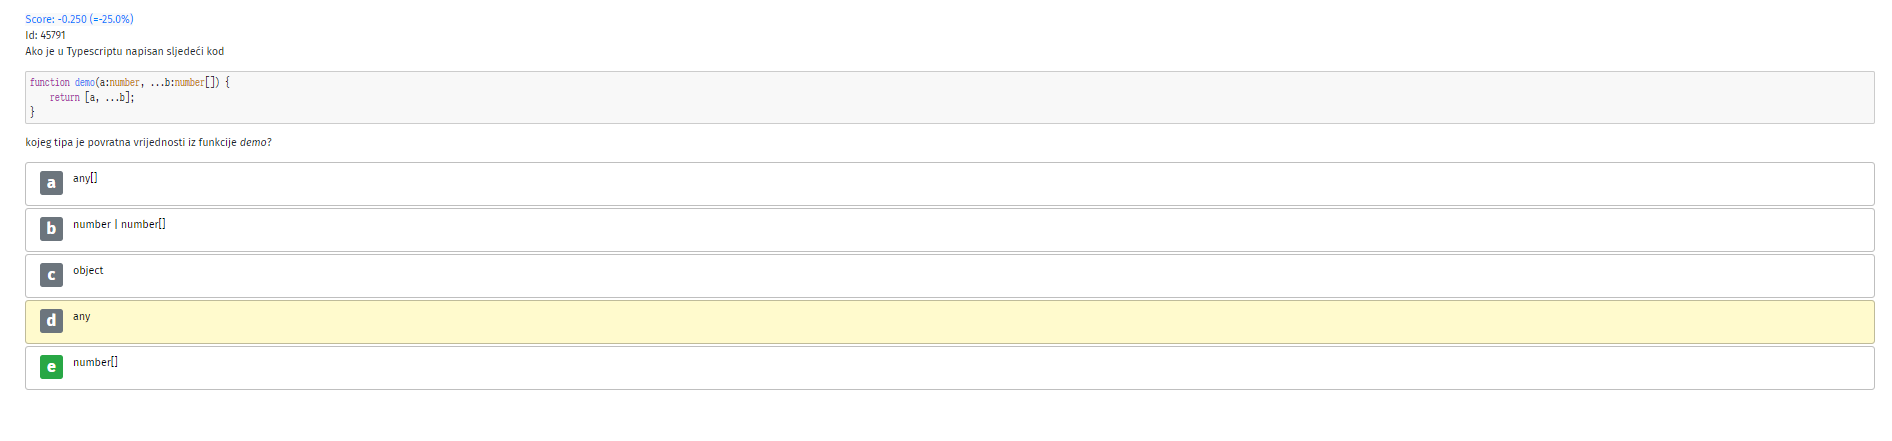 Score: -0.250 (=-25.0%)
Id: 45791
Ako je u Typescriptu napisan sljedeći kod
function demo(a:number, ...b:number[]) {
    return [a, ...b];
}
kojeg tipa je povratna vrijednosti iz funkcije demo?
a any[]
b number | number[]
c object
d any
e number[]